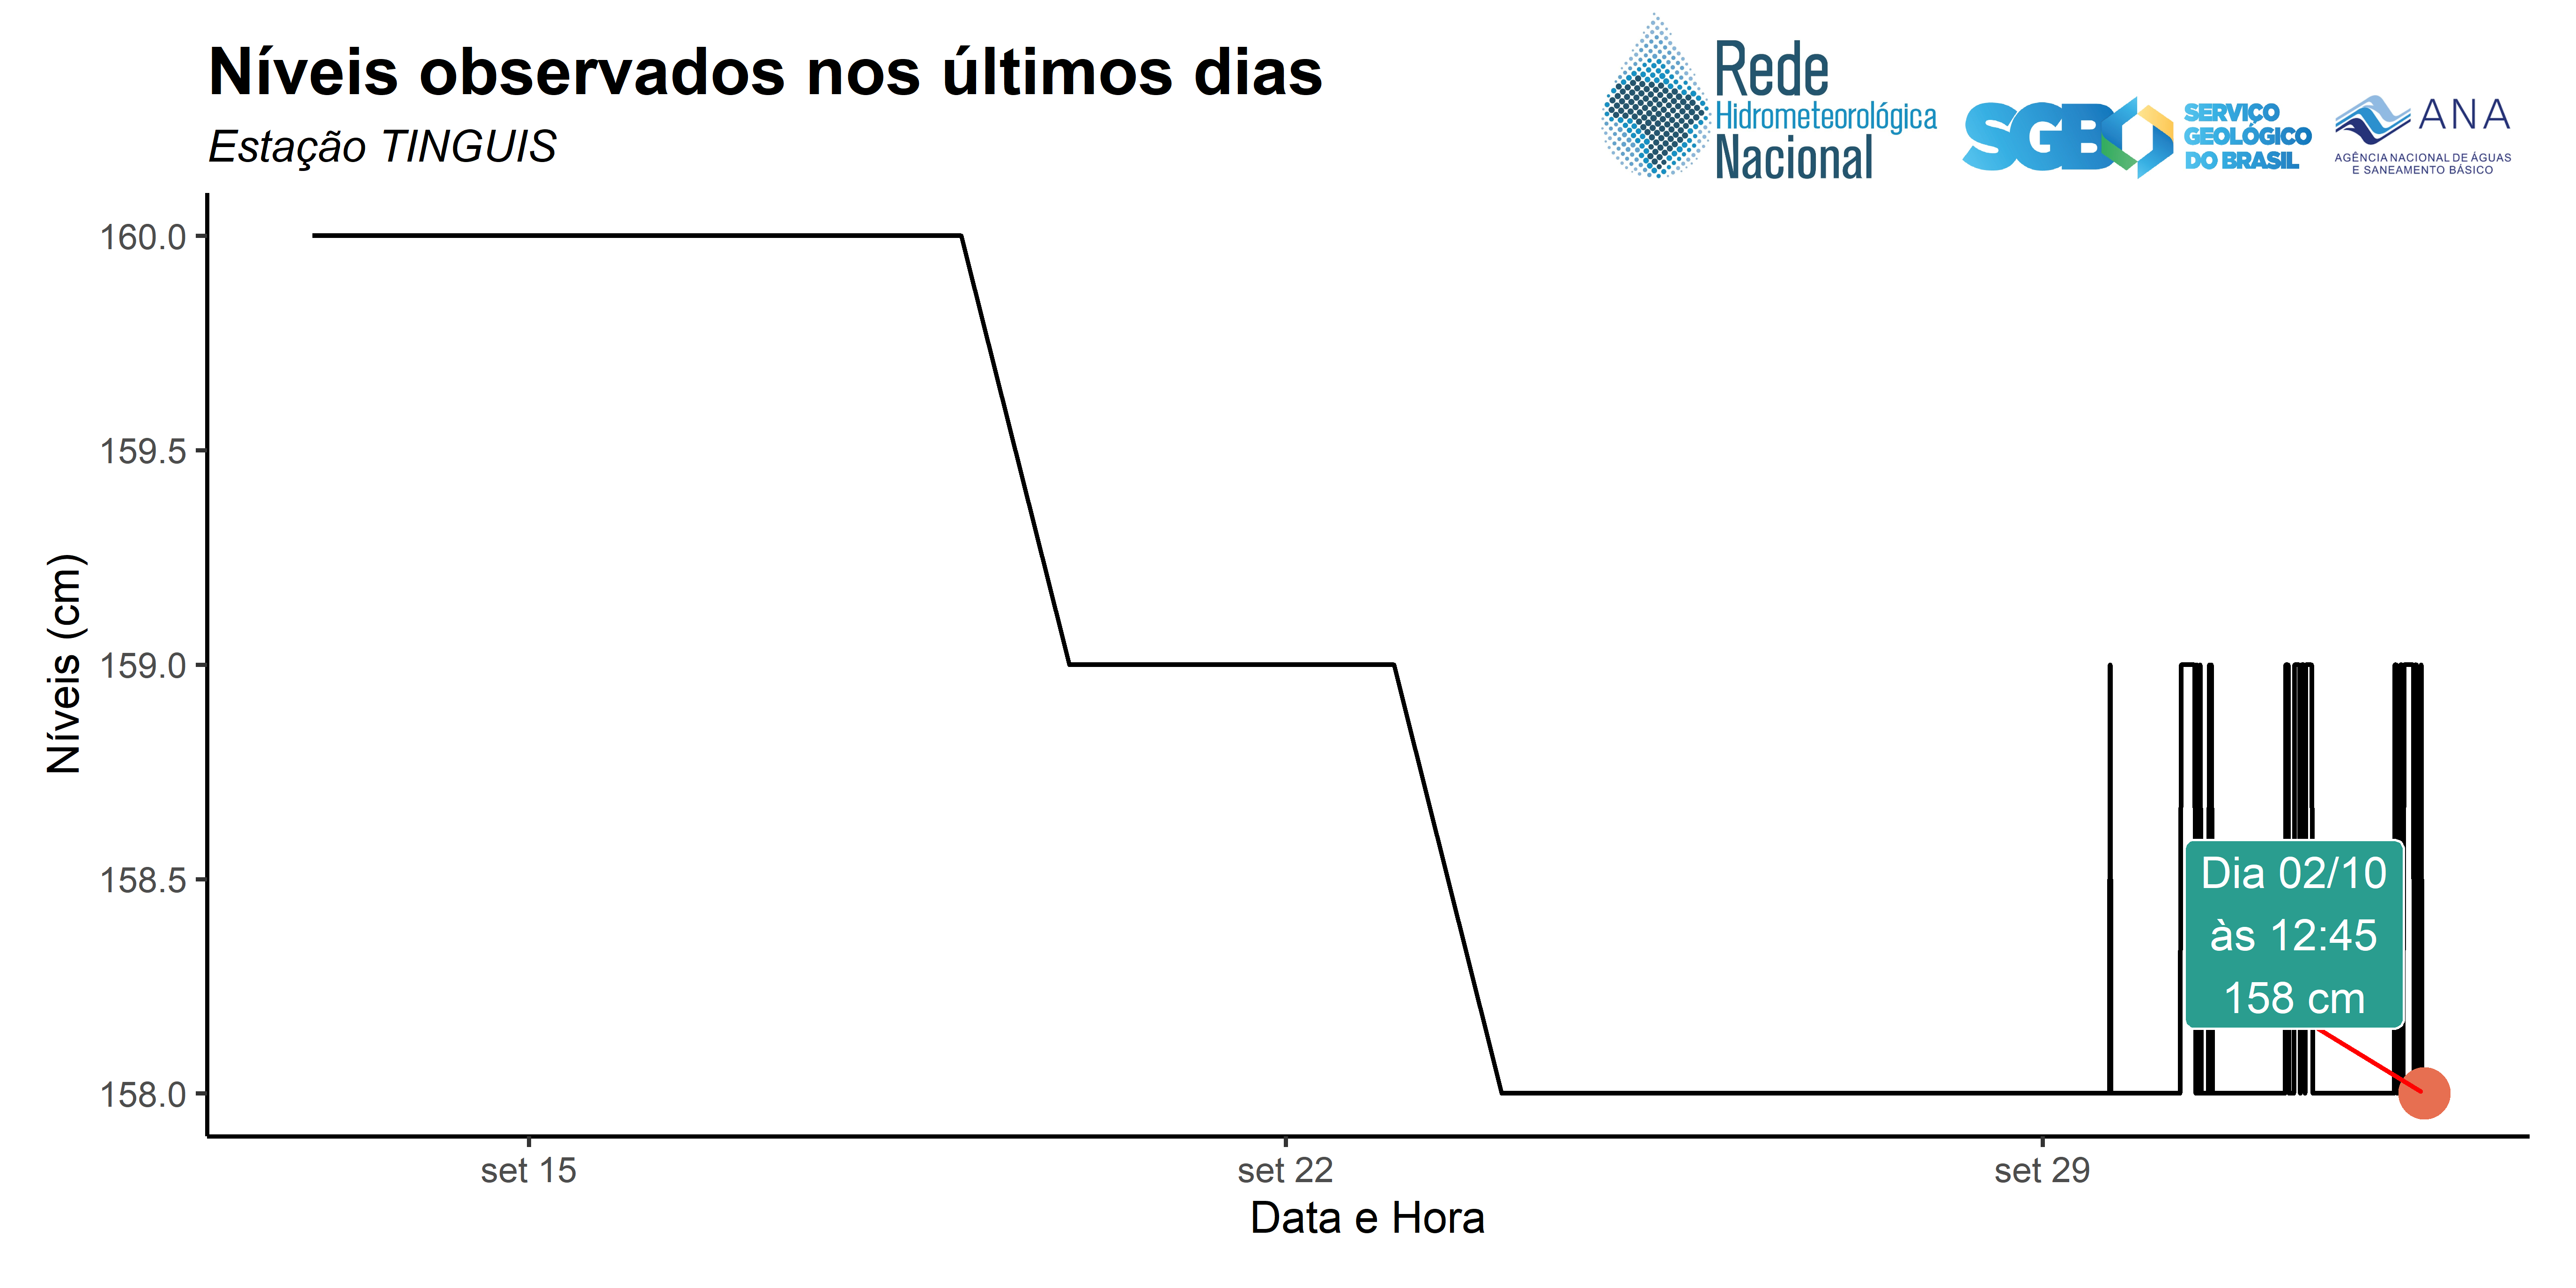 Níveis observados nos últimos dias
Estação TINGUIS
Rede
Hidrometeorológica
Nacional
SGB
SERVIÇO
GEOLÓGICO
DO BRASIL
ANA
AGÊNCIA NACIONAL DE ÁGUAS
E SANEAMENTO BÁSICO
Níveis (cm)
160.0
159.5
159.0
158.5
158.0
Dia 02/10
às 12:45
158 cm
set 15
set 22
set 29
Data e Hora